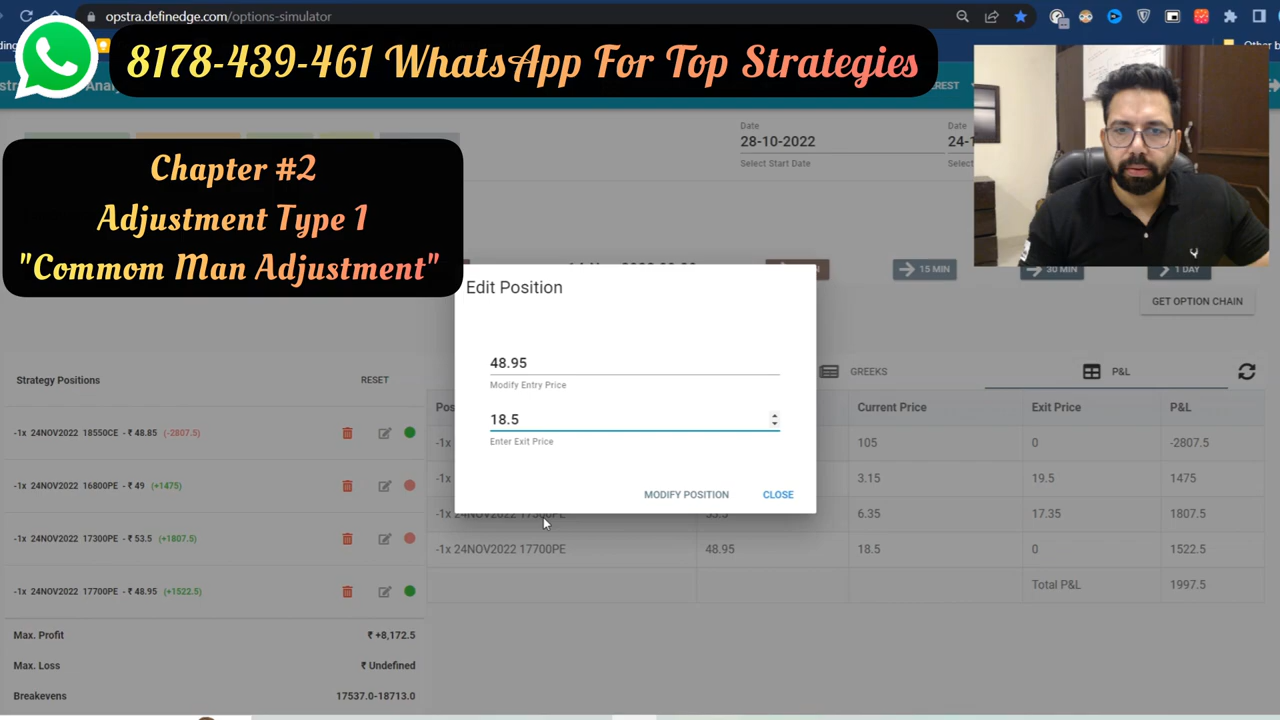 opstra.definedge.com/options-simulator
8178-439-461 WhatsApp For Top Strategies
Chapter #2
Adjustment Type 1
"Commom Man Adjustment"
Date
28-10-2022
Select Start Date
Date
24-1
Select
15 MIN
30 MIN
1 DAY
GET OPTION CHAIN
Edit Position
48.95
Modify Entry Price
18.5
Enter Exit Price
MODIFY POSITION
CLOSE
Strategy Positions
RESET
-1x 24NOV2022 18550CE - ₹ 48.85 (-2807.5)
-1x 24NOV2022 16800PE - ₹ 49 (+1475)
-1x 24NOV2022 17300PE - ₹ 53.5 (+1807.5)
-1x 24NOV2022 17700PE - ₹ 48.95 (+1522.5)
Max. Profit ₹ +8,172.5
Max. Loss ₹ Undefined
Breakevens 17537.0-18713.0
GREEKS
P&L
Current Price Exit Price P&L
105 0 -2807.5
3.15 19.5 1475
6.35 17.35 1807.5
-1x 24NOV2022 17700PE 48.95 18.5 0 1522.5
Total P&L 1997.5